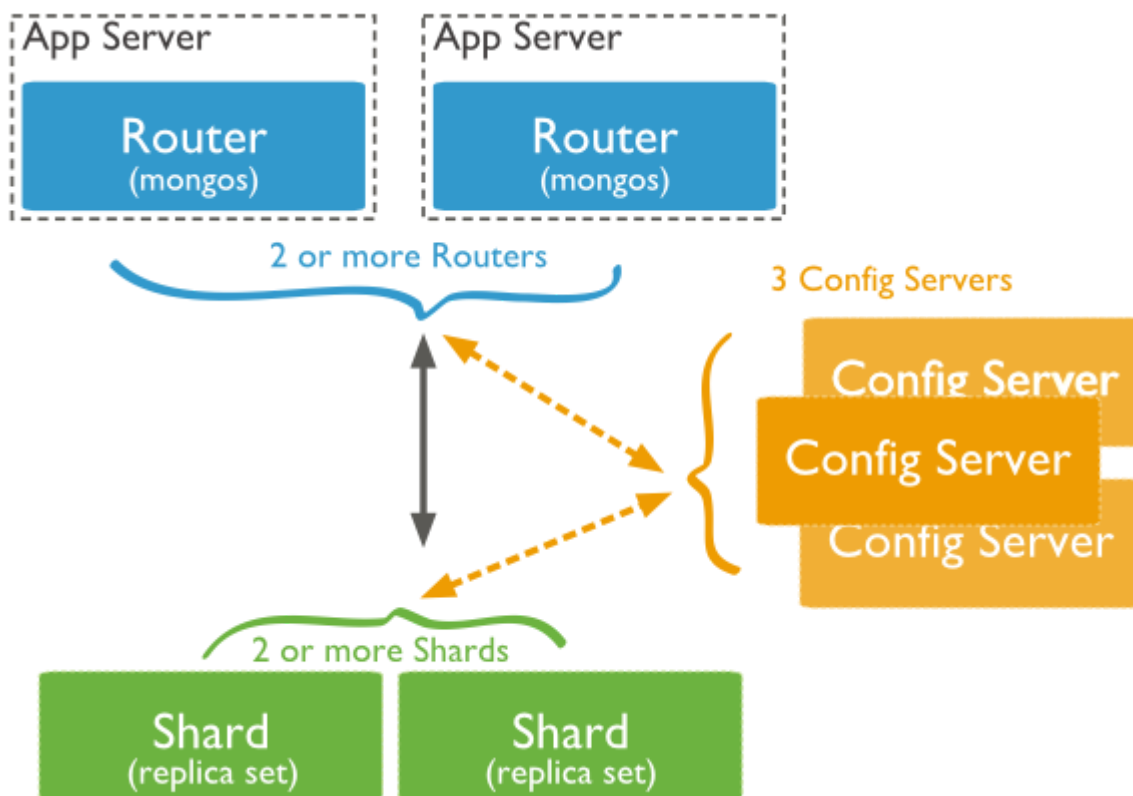 App Server
Router
(mongos)
App Server
Router
(mongos)
2 or more Routers
3 Config Servers
Config Server
Config Server
Config Server
2 or more Shards
Shard
(replica set)
Shard
(replica set)